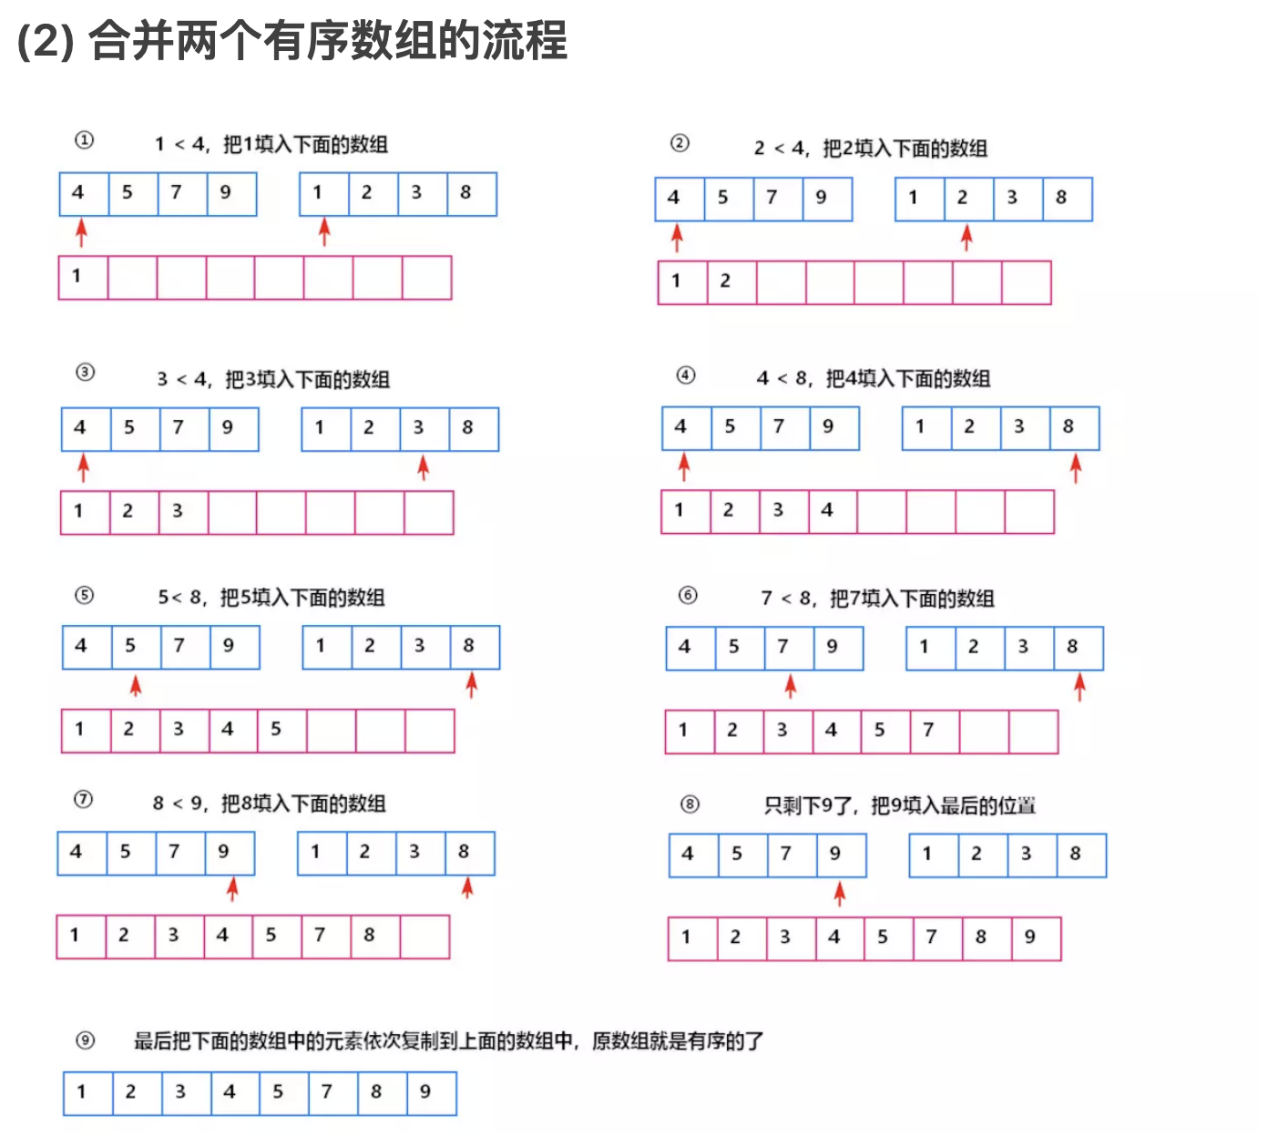 (2) 合并两个有序数组的流程
① 1 < 4，把1填入下面的数组
4 5 7 9 1 2 3 8
1
② 2 < 4，把2填入下面的数组
4 5 7 9 1 2 3 8
1 2
③ 3 < 4，把3填入下面的数组
4 5 7 9 1 2 3 8
1 2 3
④ 4 < 8，把4填入下面的数组
4 5 7 9 1 2 3 8
1 2 3 4
⑤ 5< 8，把5填入下面的数组
4 5 7 9 1 2 3 8
1 2 3 4 5
⑥ 7 < 8，把7填入下面的数组
4 5 7 9 1 2 3 8
1 2 3 4 5 7
⑦ 8 < 9，把8填入下面的数组
4 5 7 9 1 2 3 8
1 2 3 4 5 7 8
⑧ 只剩下9了，把9填入最后的位置
4 5 7 9 1 2 3 8
1 2 3 4 5 7 8 9
⑨ 最后把下面的数组中的元素依次复制到上面的数组中，原数组就是有序的了
1 2 3 4 5 7 8 9